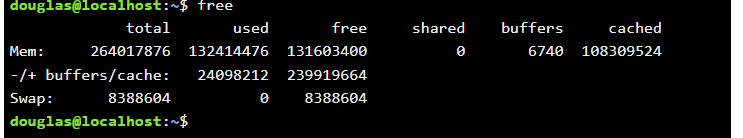 douglas@localhost:~$ free
total used free shared buffers cached
Mem: 264017876 132414476 131603400 0 6740 108309524
-/+ buffers/cache: 24098212 239919664
Swap: 8388604 0 8388604
douglas@localhost:~$